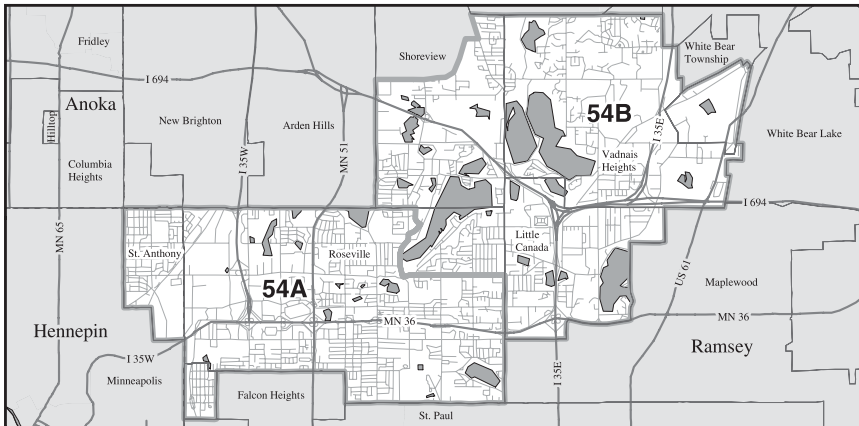 Fridley
Shoreview
White Bear
Township
I 694
Anoka
Hilltop
New Brighton
Arden Hills
54B
I 35E
White Bear Lake
Columbia
Heights
I 35W
MN 51
Vadnais
Heights
I 694
MN 65
St. Anthony
Roseville
Little
Canada
54A
US 61
Maplewood
Hennepin
MN 36
MN 36
Ramsey
I 35W
Minneapolis
I 35E
Falcon Heights
St. Paul